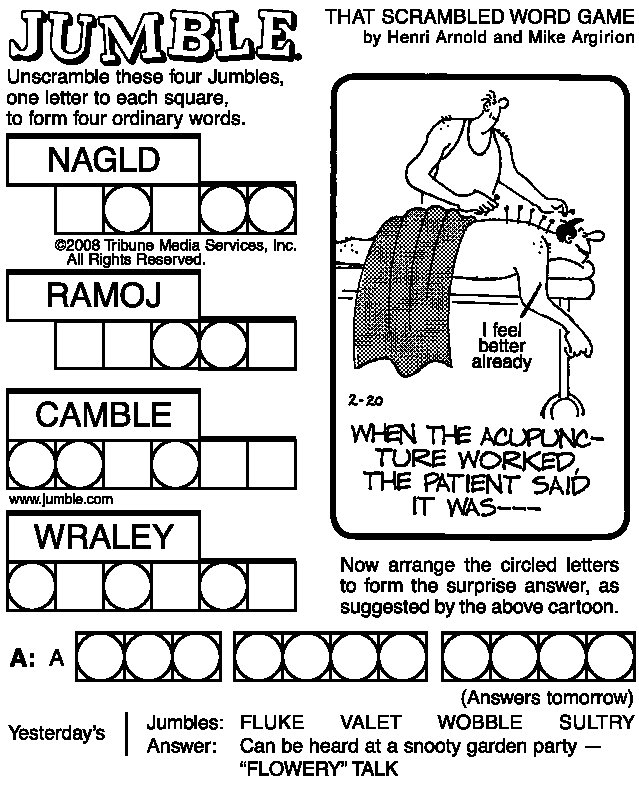 JUMBLE.
THAT SCRAMBLED WORD GAME
by Henri Arnold and Mike Argirion
Unscramble these four Jumbles,
one letter to each square,
to form four ordinary words.
NAGLD
©2008 Tribune Media Services, Inc.
All Rights Reserved.
RAMOJ
CAMBLE
www.jumble.com
WRALEY
I feel
better
already
2-20
WHEN THE ACUPUNC-
TURE WORKED,
THE PATIENT SAID
IT WAS---
Now arrange the circled letters
to form the surprise answer, as
suggested by the above cartoon.
A: A
(Answers tomorrow)
Yesterday's
Jumbles: FLUKE VALET WOBBLE SULTRY
Answer: Can be heard at a snooty garden party —
"FLOWERY" TALK